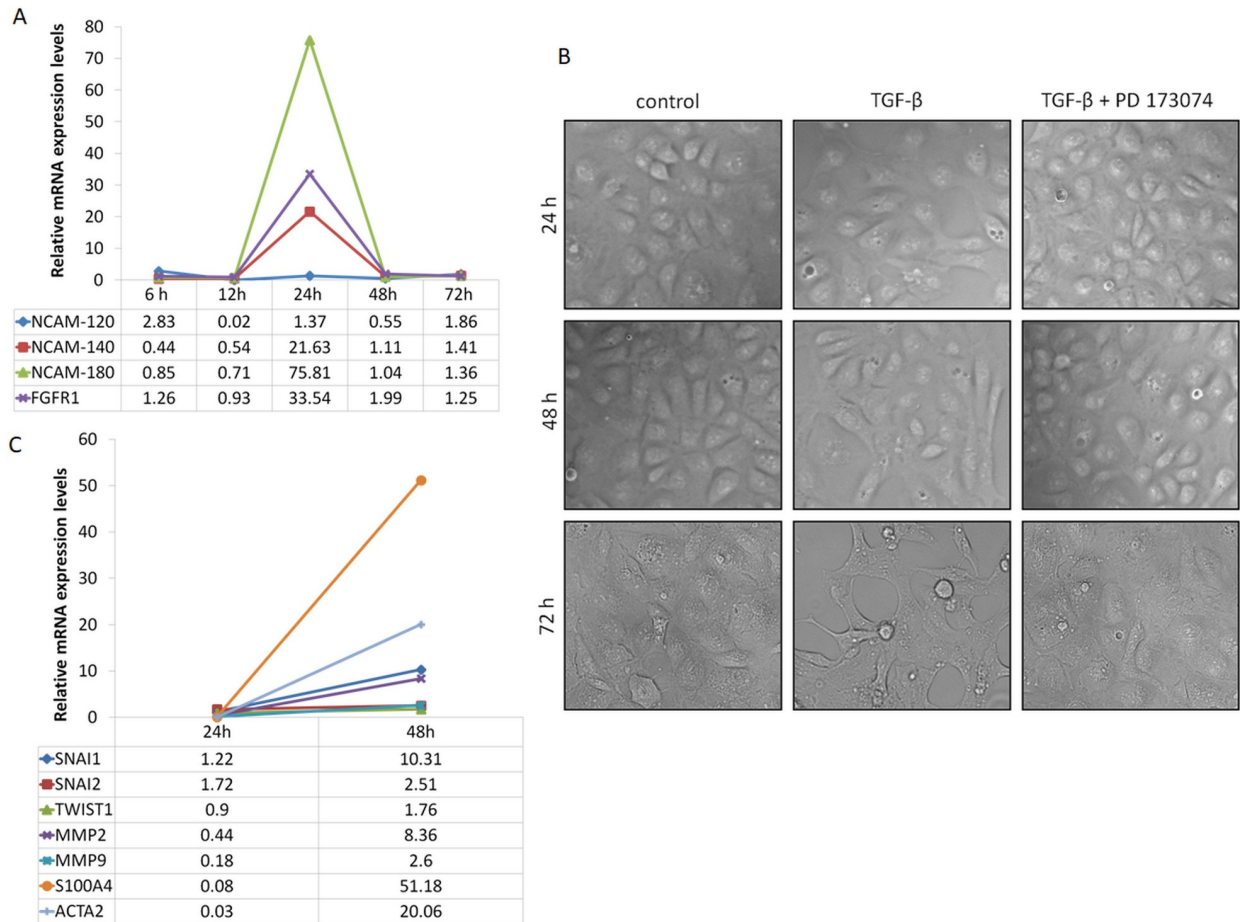 A
Relative mRNA expression levels
80
70
60
50
40
30
20
10
0
6 h 12h 24h 48h 72h
NCAM-120 2.83 0.02 1.37 0.55 1.86
NCAM-140 0.44 0.54 21.63 1.11 1.41
NCAM-180 0.85 0.71 75.81 1.04 1.36
FGFR1 1.26 0.93 33.54 1.99 1.25
B
control TGF-β TGF-β + PD 173074
24 h
48 h
72 h
C
Relative mRNA expression levels
60
50
40
30
20
10
0
24h 48h
SNAI1 1.22 10.31
SNAI2 1.72 2.51
TWIST1 0.9 1.76
MMP2 0.44 8.36
MMP9 0.18 2.6
S100A4 0.08 51.18
ACTA2 0.03 20.06